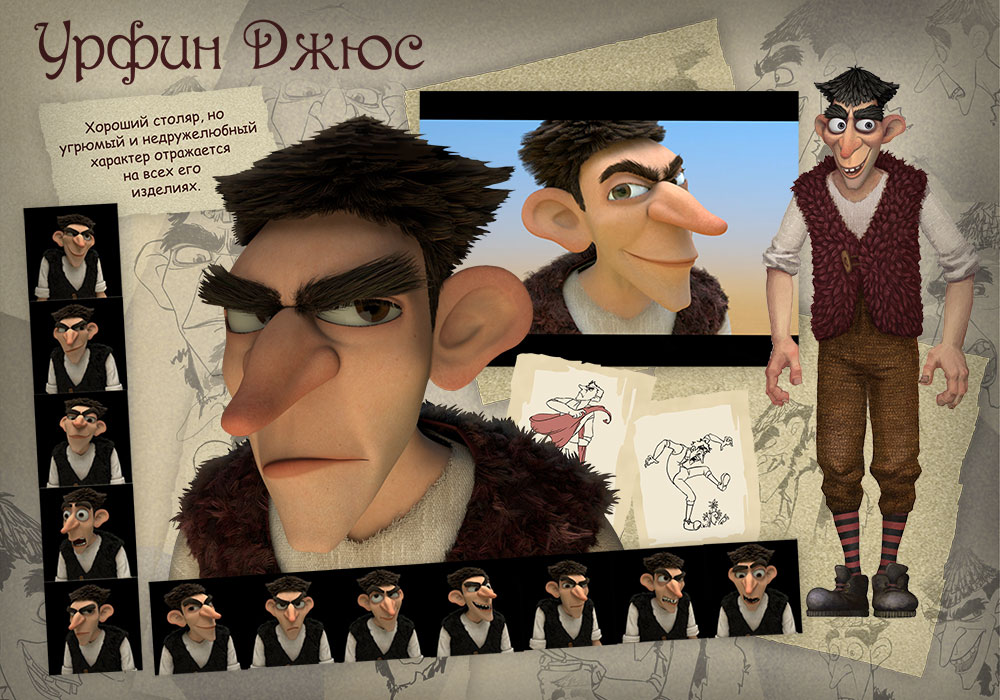 Урфин Джюс
Хороший столяр, но
угрюмый и недружелюбный
характер отражается
на всех его
изделиях.